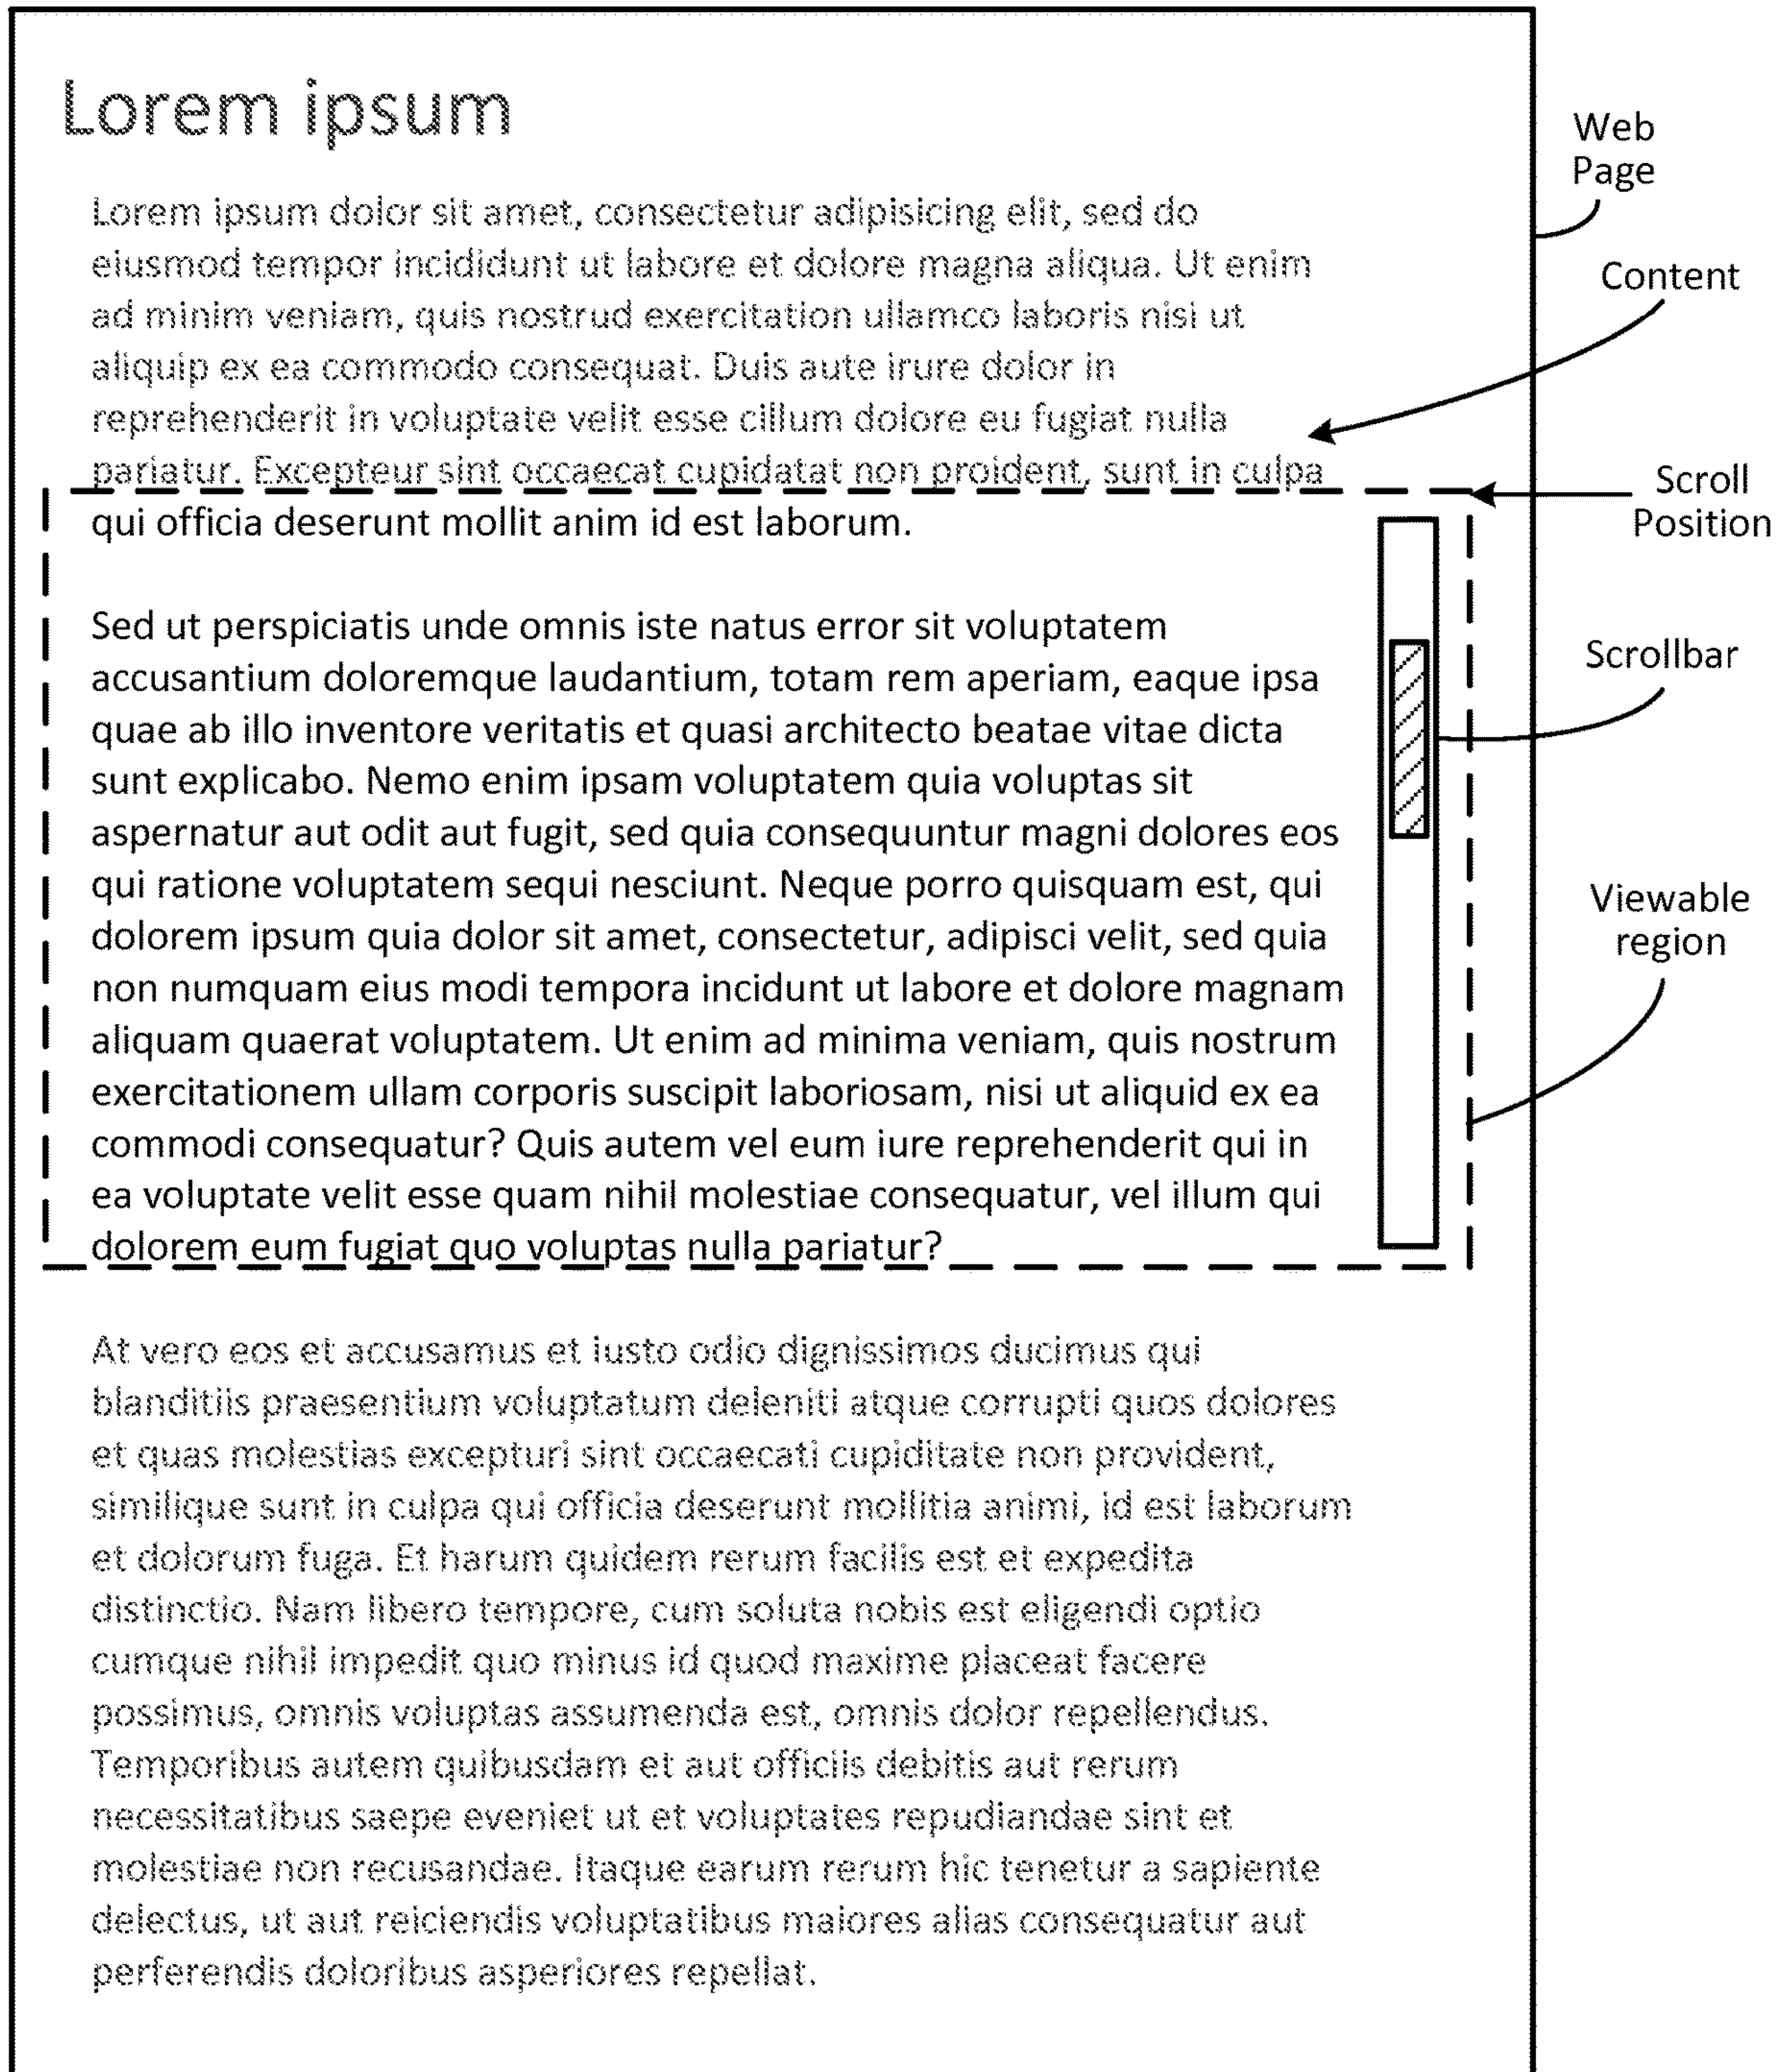 Lorem ipsum
Lorem ipsum dolor sit amet, consectetur adipisicing elit, sed do
eiusmod tempor incididunt ut labore et dolore magna aliqua. Ut enim
ad minim veniam, quis nostrud exercitation ullamco laboris nisi ut
aliquip ex ea commodo consequat. Duis aute irure dolor in
reprehenderit in voluptate velit esse cillum dolore eu fugiat nulla
pariatur. Excepteur sint occaecat cupidatat non proident, sunt in culpa
qui officia deserunt mollit anim id est laborum.
Sed ut perspiciatis unde omnis iste natus error sit voluptatem
accusantium doloremque laudantium, totam rem aperiam, eaque ipsa
quae ab illo inventore veritatis et quasi architecto beatae vitae dicta
sunt explicabo. Nemo enim ipsam voluptatem quia voluptas sit
aspernatur aut odit aut fugit, sed quia consequuntur magni dolores eos
qui ratione voluptatem sequi nesciunt. Neque porro quisquam est, qui
dolorem ipsum quia dolor sit amet, consectetur, adipisci velit, sed quia
non numquam eius modi tempora incidunt ut labore et dolore magnam
aliquam quaerat voluptatem. Ut enim ad minima veniam, quis nostrum
exercitationem ullam corporis suscipit laboriosam, nisi ut aliquid ex ea
commodi consequatur? Quis autem vel eum iure reprehenderit qui in
ea voluptate velit esse quam nihil molestiae consequatur, vel illum qui
dolorem eum fugiat quo voluptas nulla pariatur?
At vero eos et accusamus et iusto odio dignissimos ducimus qui
blanditiis praesentium voluptatum deleniti atque corrupti quos dolores
et quas molestias excepturi sint occaecati cupiditate non provident,
similique sunt in culpa qui officia deserunt mollitia animi, id est laborum
et dolorum fuga. Et harum quidem rerum facilis est et expedita
distinctio. Nam libero tempore, cum soluta nobis est eligendi optio
cumque nihil impedit quo minus id quod maxime placeat facere
possimus, omnis voluptas assumenda est, omnis dolor repellendus.
Temporibus autem quibusdam et aut officiis debitis aut rerum
necessitatibus saepe eveniet ut et voluptates repudiandae sint et
molestiae non recusandae. Itaque earum rerum hic tenetur a sapiente
delectus, ut aut reiciendis voluptatibus maiores alias consequatur aut
perferendis doloribus asperiores repellat.
Web
Page
Content
Scroll
Position
Scrollbar
Viewable
region